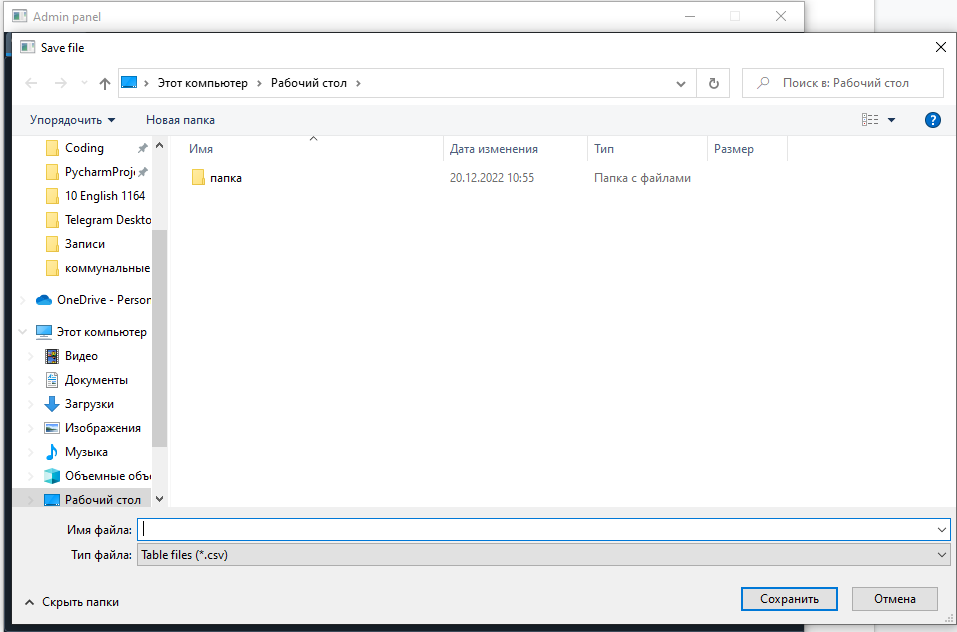 Admin panel
Save file
Этот компьютер Рабочий стол
Поиск в: Рабочий стол
Упорядочить Новая папка
Имя Дата изменения Тип Размер
папка 20.12.2022 10:55 Папка с файлами
Coding
PycharmProj
10 English 1164
Telegram Deskto
Записи
коммунальные
OneDrive - Person
Этот компьютер
Видео
Документы
Загрузки
Изображения
Музыка
Объемные объ
Рабочий стол
Имя файла:
Тип файла: Table files (*.csv)
Скрыть папки Сохранить Отмена